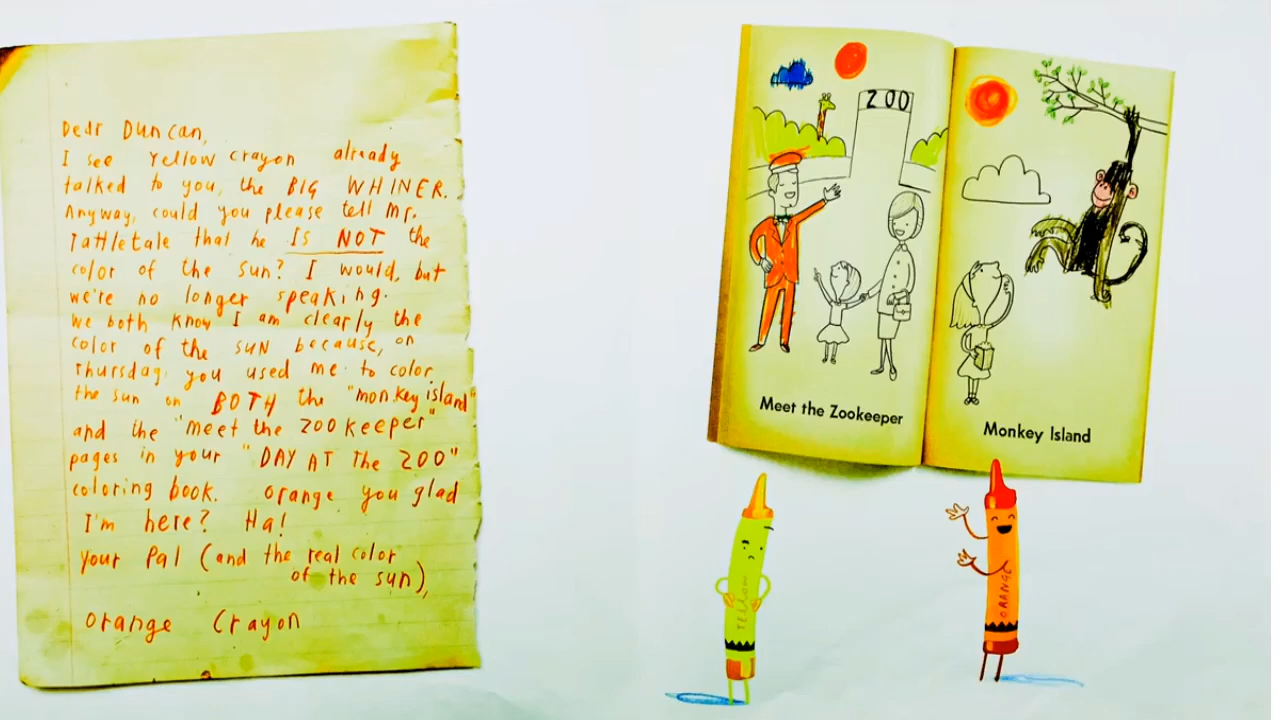 Dear Duncan,
I see Yellow crayon already
talked to you, the BIG WHINER.
Anyway, could you please tell Mr.
Tattletale that he IS NOT the
color of the sun? I would, but
we're no longer speaking.
We both know I am clearly the
color of the sun because, on
Thursday, you used me to color
the sun on BOTH the "monkey island"
and the "meet the zookeeper"
pages in your "DAY AT THE ZOO"
coloring book. Orange you glad
I'm here? Ha!
Your Pal (and the real color
of the sun),
Orange Crayon
ZOO
Meet the Zookeeper
Monkey Island
YELLOW
ORANGE